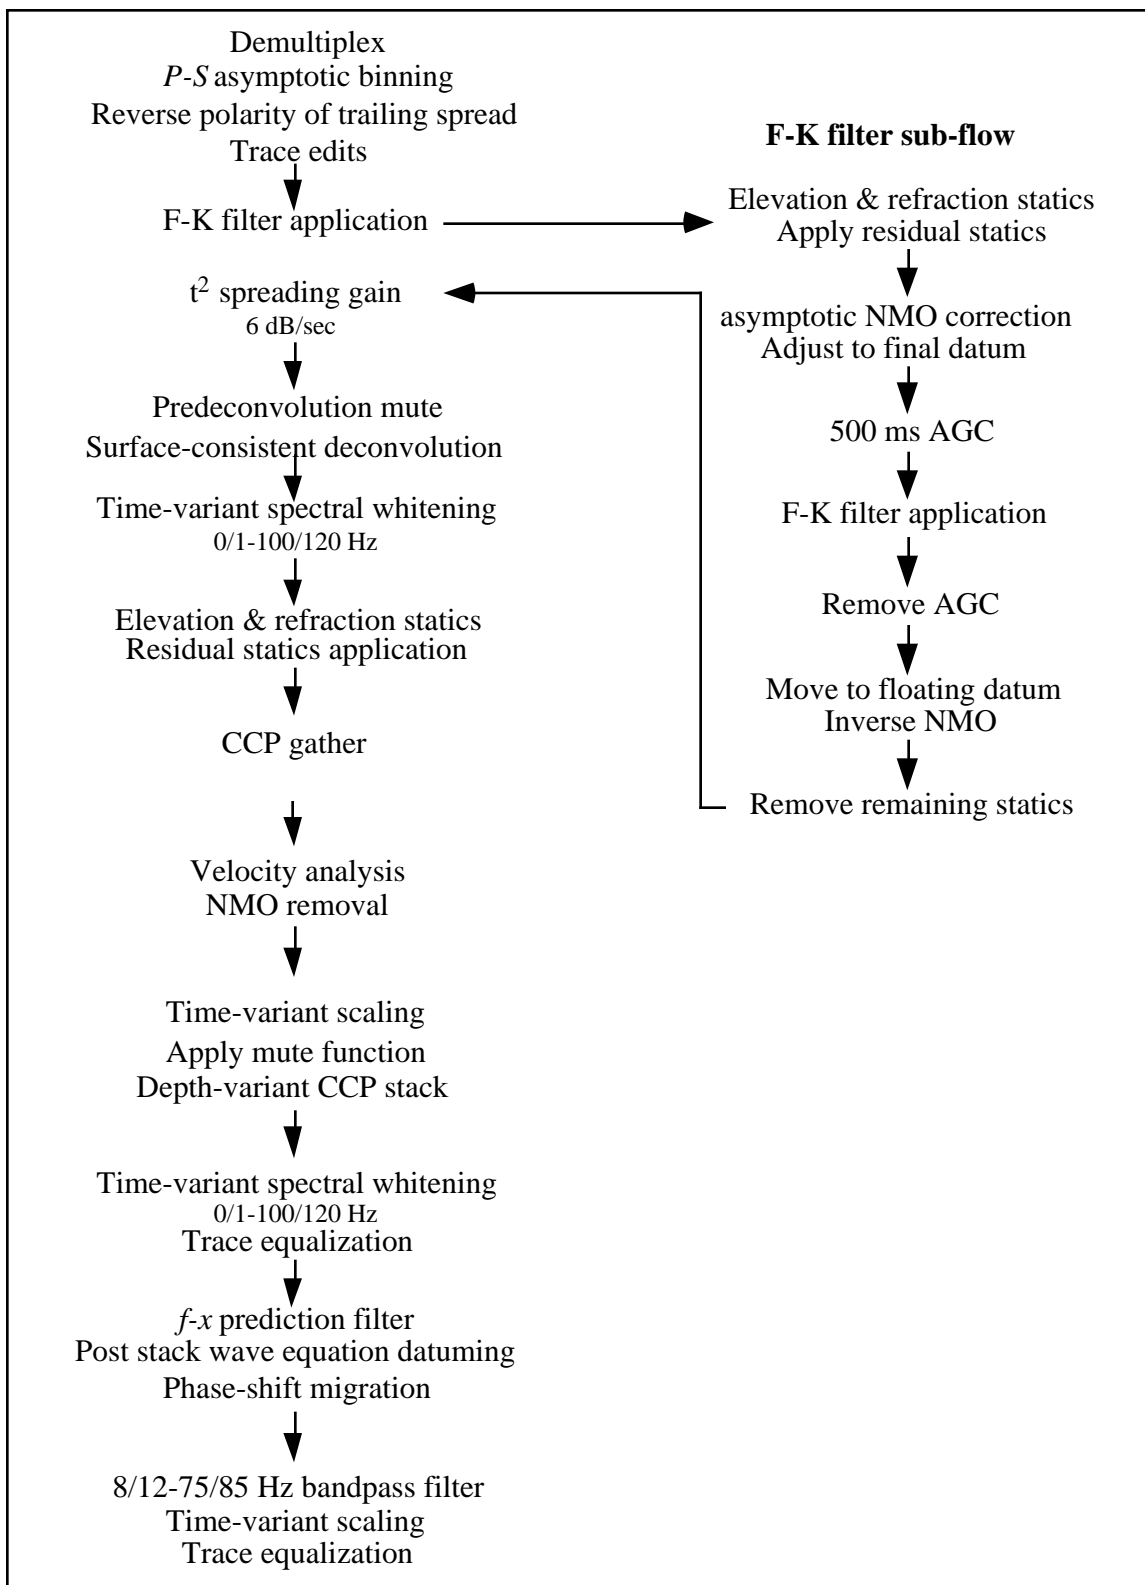 Demultiplex
P-S asymptotic binning
Reverse polarity of trailing spread
Trace edits
F-K filter application
t² spreading gain
6 dB/sec
Predeconvolution mute
Surface-consistent deconvolution
Time-variant spectral whitening
0/1-100/120 Hz
Elevation & refraction statics
Residual statics application
CCP gather
Velocity analysis
NMO removal
Time-variant scaling
Apply mute function
Depth-variant CCP stack
Time-variant spectral whitening
0/1-100/120 Hz
Trace equalization
f-x prediction filter
Post stack wave equation datuming
Phase-shift migration
8/12-75/85 Hz bandpass filter
Time-variant scaling
Trace equalization
F-K filter sub-flow
Elevation & refraction statics
Apply residual statics
asymptotic NMO correction
Adjust to final datum
500 ms AGC
F-K filter application
Remove AGC
Move to floating datum
Inverse NMO
Remove remaining statics